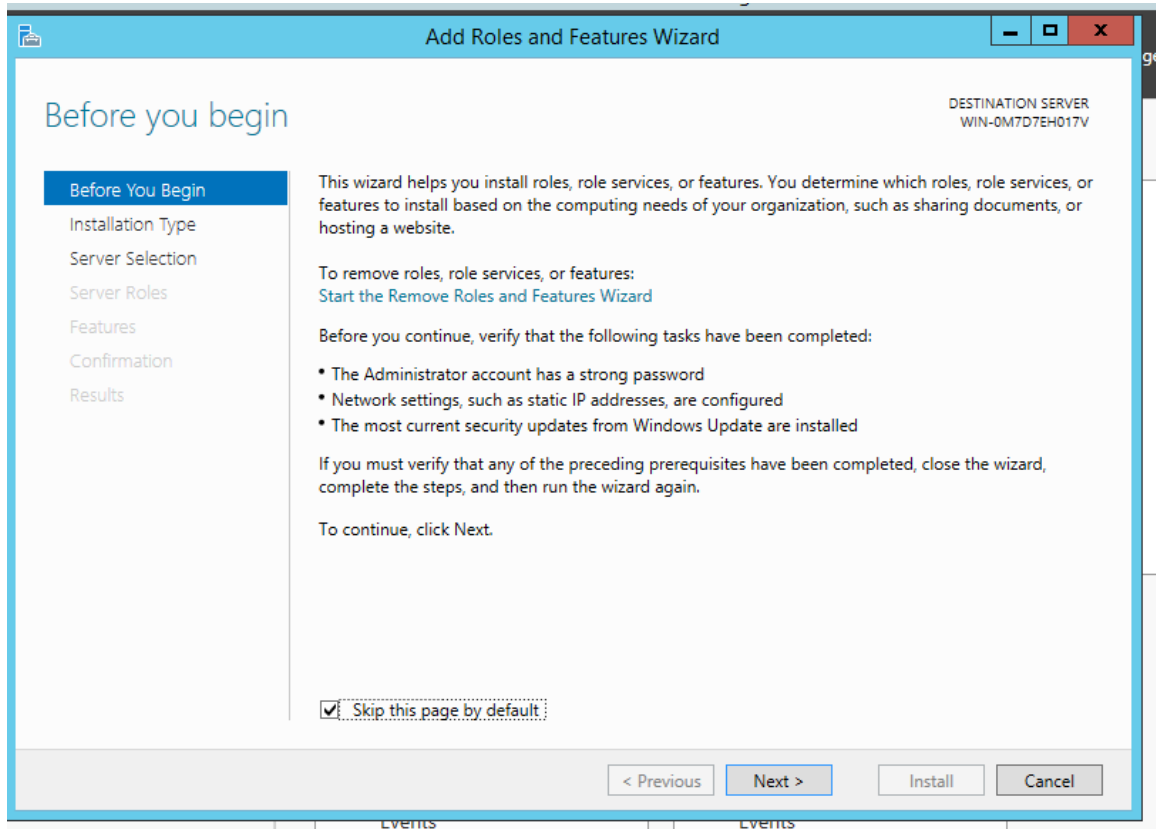 Add Roles and Features Wizard
Before you begin
DESTINATION SERVER
WIN-0M7D7EH017V
Before You Begin
Installation Type
Server Selection
Server Roles
Features
Confirmation
Results
This wizard helps you install roles, role services, or features. You determine which roles, role services, or
features to install based on the computing needs of your organization, such as sharing documents, or
hosting a website.
To remove roles, role services, or features:
Start the Remove Roles and Features Wizard
Before you continue, verify that the following tasks have been completed:
• The Administrator account has a strong password
• Network settings, such as static IP addresses, are configured
• The most current security updates from Windows Update are installed
If you must verify that any of the preceding prerequisites have been completed, close the wizard,
complete the steps, and then run the wizard again.
To continue, click Next.
Skip this page by default
< Previous
Next >
Install
Cancel
Events
Events